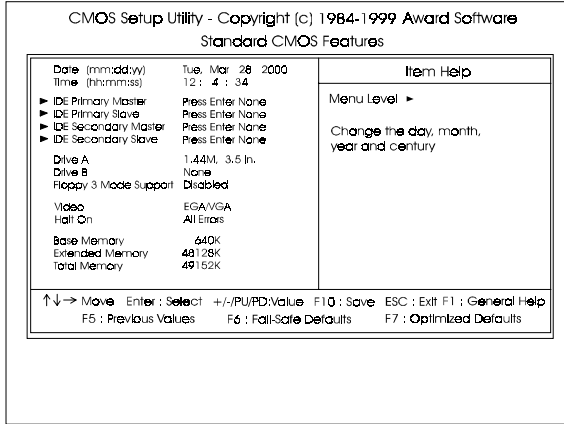 CMOS Setup Utility - Copyright (c) 1984-1999 Award Software
Standard CMOS Features
Date (mm:dd:yy) Tue, Mar 28 2000
Time (hh:mm:ss) 12 : 4 : 34
► IDE Primary Master Press Enter None
► IDE Primary Slave Press Enter None
► IDE Secondary Master Press Enter None
► IDE Secondary Slave Press Enter None
Drive A 1.44M, 3.5 in.
Drive B None
Floppy 3 Mode Support Disabled
Video EGA/VGA
Halt On All Errors
Base Memory 640K
Extended Memory 48128K
Total Memory 49152K
Item Help
Menu Level ►
Change the day, month,
year and century
↑↓→ Move Enter : Select +/-/PU/PD:Value F10 : Save ESC : Exit F1 : General Help
F5 : Previous Values F6 : Fail-Safe Defaults F7 : Optimized Defaults